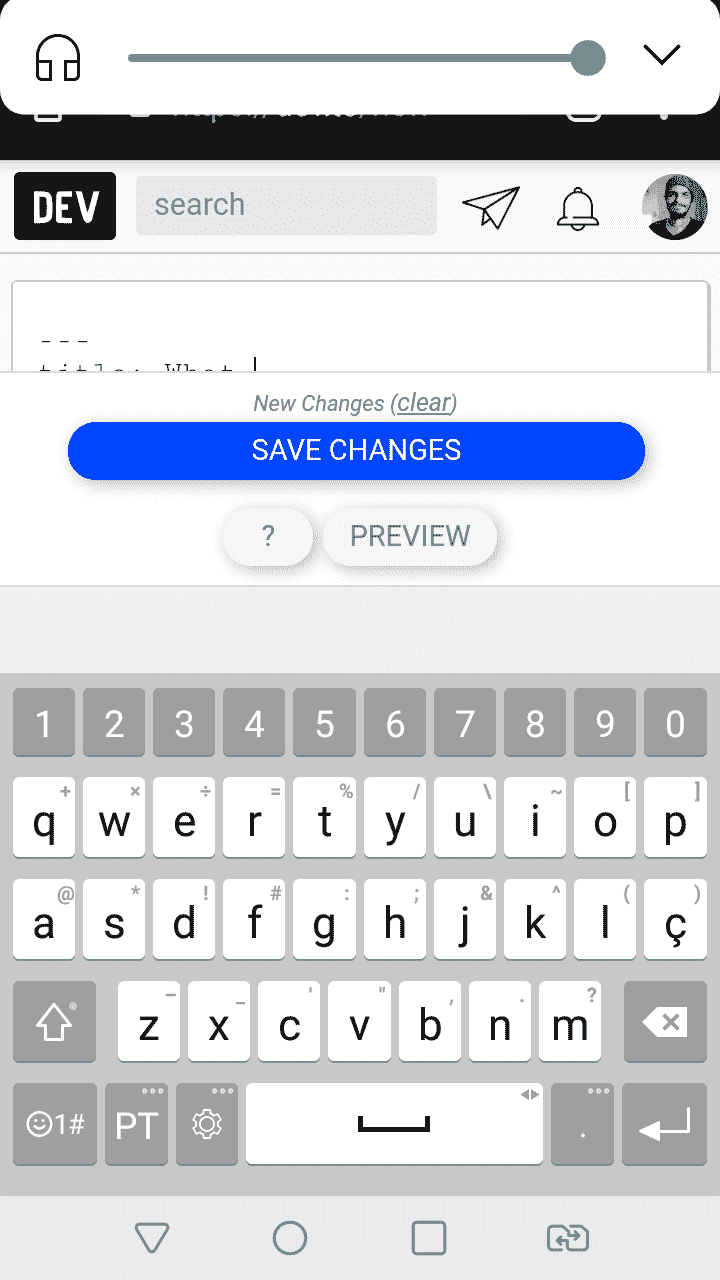 DEV
search
---
title: What
New Changes (clear)
SAVE CHANGES
?
PREVIEW
1 2 3 4 5 6 7 8 9 0
+ × ÷ = % / \ ~ [ ]
q w e r t y u i o p
@ * ! # : ; & ^ ( )
a s d f g h j k l ç
– _ ' " , . ?
z x c v b n m
1# PT .